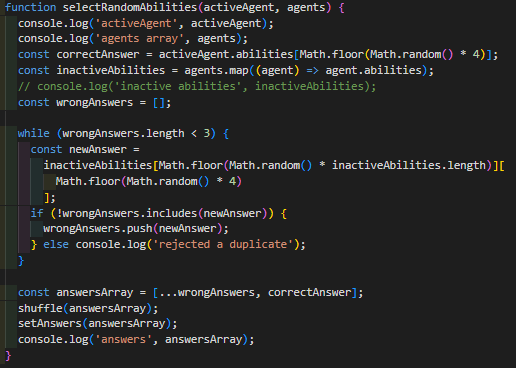 function selectRandomAbilities(activeAgent, agents) {
  console.log('activeAgent', activeAgent);
  console.log('agents array', agents);
  const correctAnswer = activeAgent.abilities[Math.floor(Math.random() * 4)];
  const inactiveAbilities = agents.map((agent) => agent.abilities);
  // console.log('inactive abilities', inactiveAbilities);
  const wrongAnswers = [];

  while (wrongAnswers.length < 3) {
    const newAnswer =
      inactiveAbilities[Math.floor(Math.random() * inactiveAbilities.length)][
        Math.floor(Math.random() * 4)
      ];
    if (!wrongAnswers.includes(newAnswer)) {
      wrongAnswers.push(newAnswer);
    } else console.log('rejected a duplicate');
  }

  const answersArray = [...wrongAnswers, correctAnswer];
  shuffle(answersArray);
  setAnswers(answersArray);
  console.log('answers', answersArray);
}